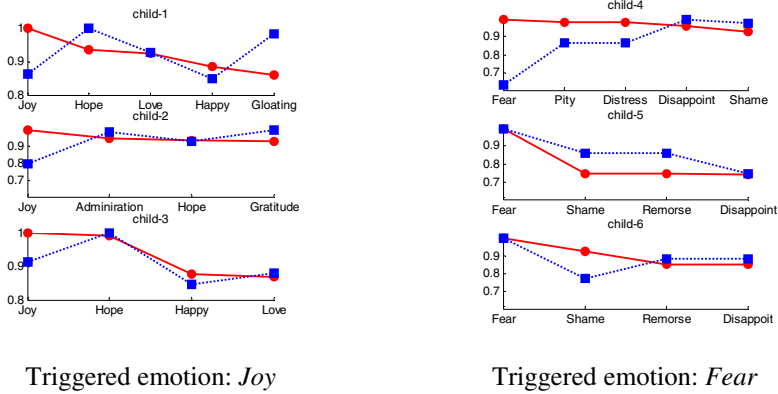 child-1
1
0.9
0.8
Joy Hope Love Happy Gloating
child-2
0.9
0.8
0.7
Joy Adminiration Hope Gratitude
child-3
1
0.9
0.8
Joy Hope Happy Love
Triggered emotion: Joy
child-4
0.9
0.8
0.7
Fear Pity Distress Disappoint Shame
child-5
0.9
0.8
0.7
Fear Shame Remorse Disappoint
child-6
0.9
0.8
0.7
Fear Shame Remorse Disappoit
Triggered emotion: Fear